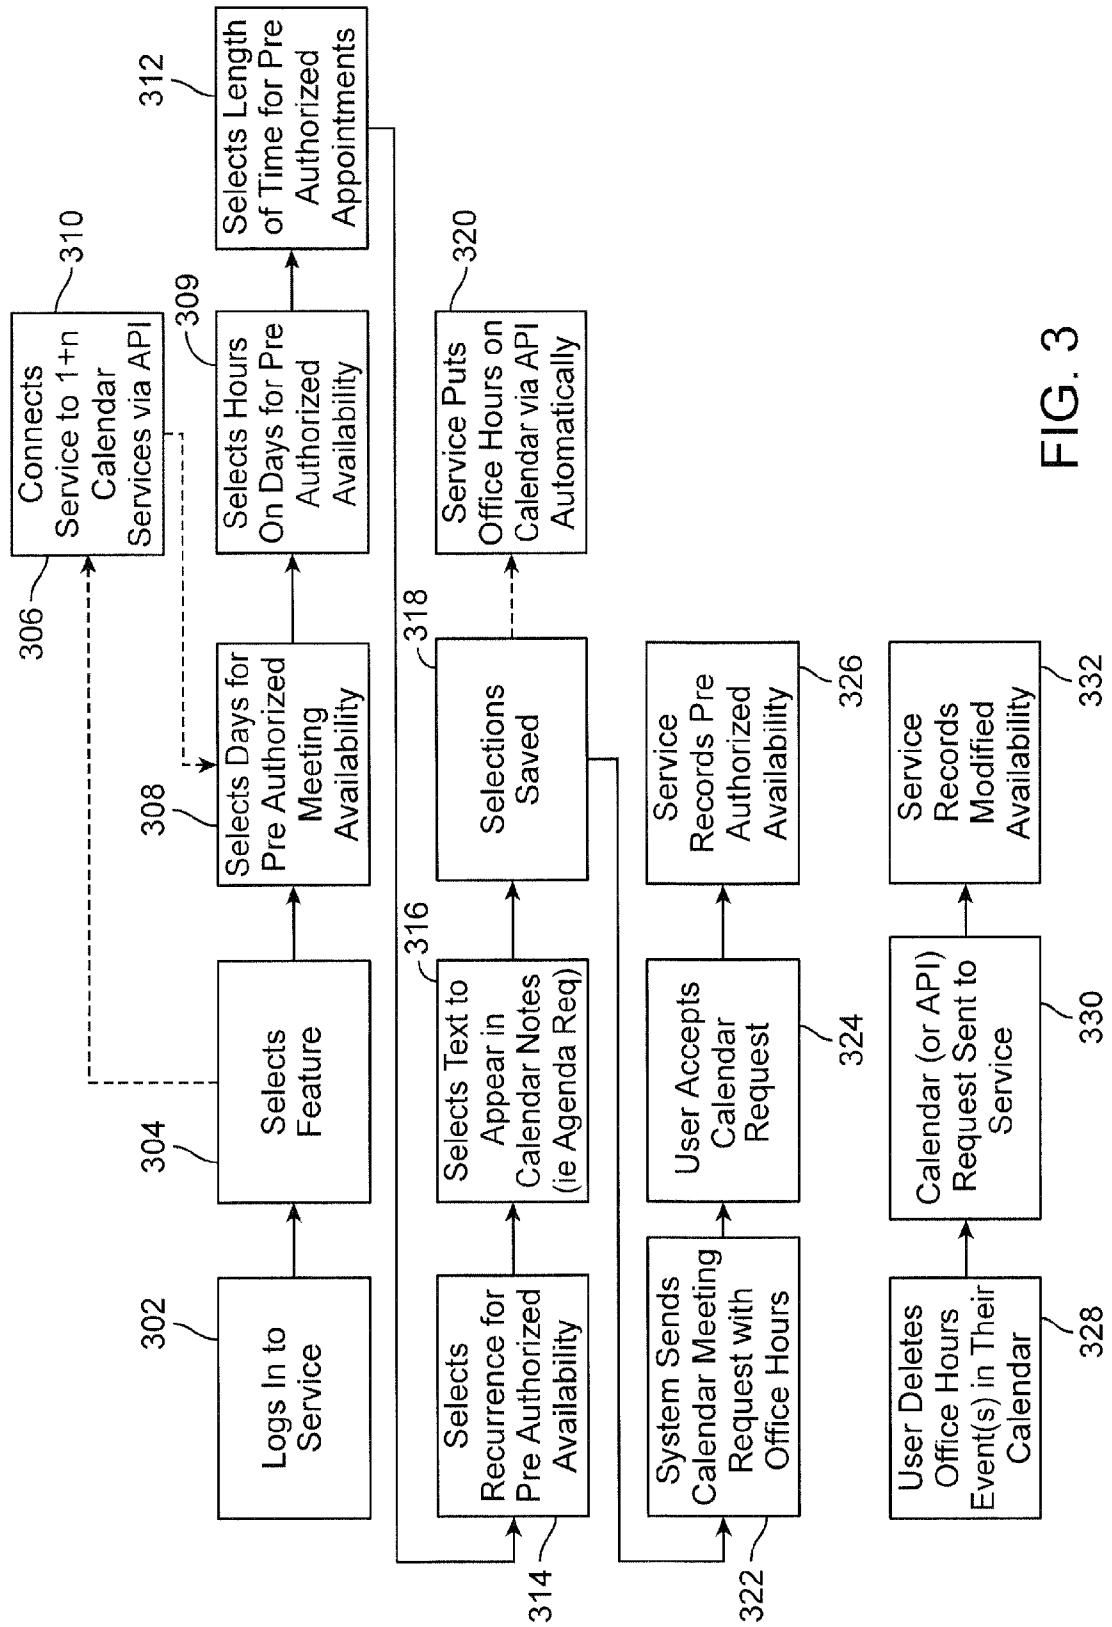 302
Logs In to
Service
304
Selects
Feature
306
Connects
Service to 1+n
Calendar
Services via API
310
308
Selects Days for
Pre Authorized
Meeting
Availability
309
Selects Hours
On Days for Pre
Authorized
Availability
312
Selects Length
of Time for Pre
Authorized
Appointments
314
Selects
Recurrence for
Pre Authorized
Availability
316
Selects Text to
Appear in
Calendar Notes
(ie Agenda Req)
318
Selections
Saved
320
Service Puts
Office Hours on
Calendar via API
Automatically
322
System Sends
Calendar Meeting
Request with
Office Hours
324
User Accepts
Calendar
Request
326
Service
Records Pre
Authorized
Availability
328
User Deletes
Office Hours
Event(s) in Their
Calendar
330
Calendar (or API)
Request Sent to
Service
332
Service
Records
Modified
Availability
FIG. 3